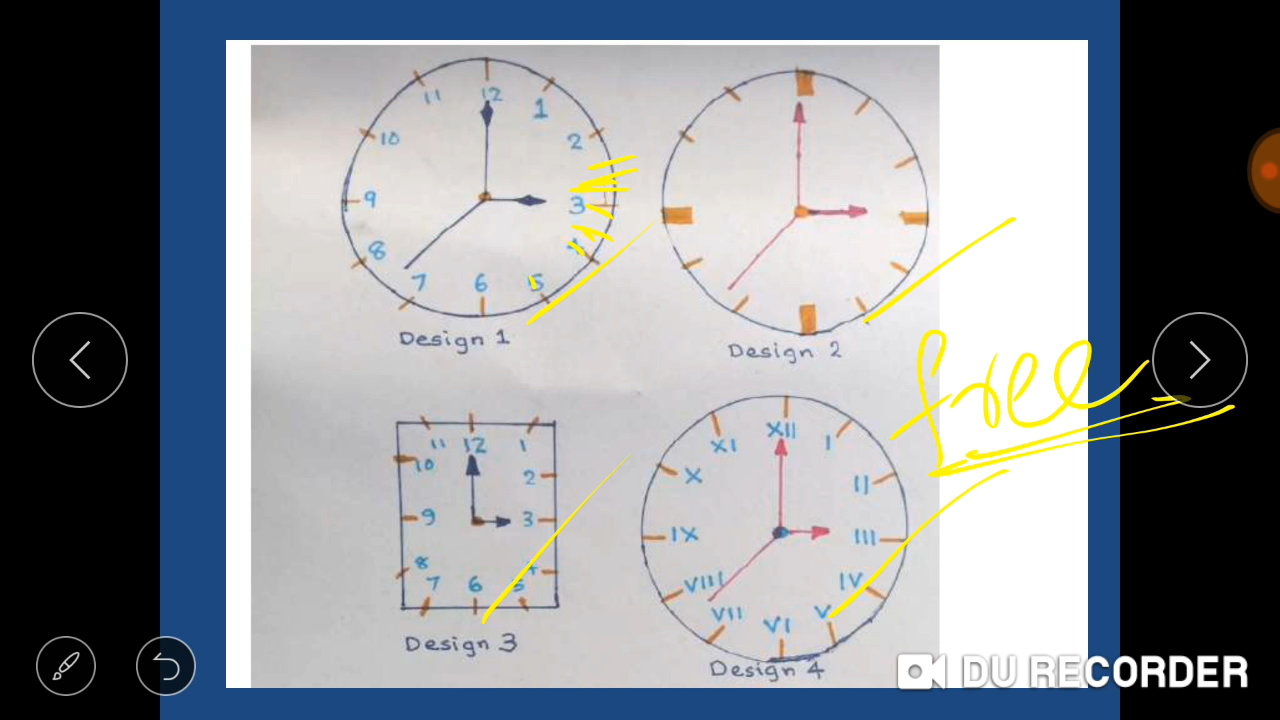 11 12 1
10 2
9 3
8 4
7 6 5
Design 1
Design 2
free
11 12 1
10 2
9 3
8 4
7 6 5
Design 3
XI XII I
X II
IX III
VIII IV
VII VI V
Design 4
DU RECORDER